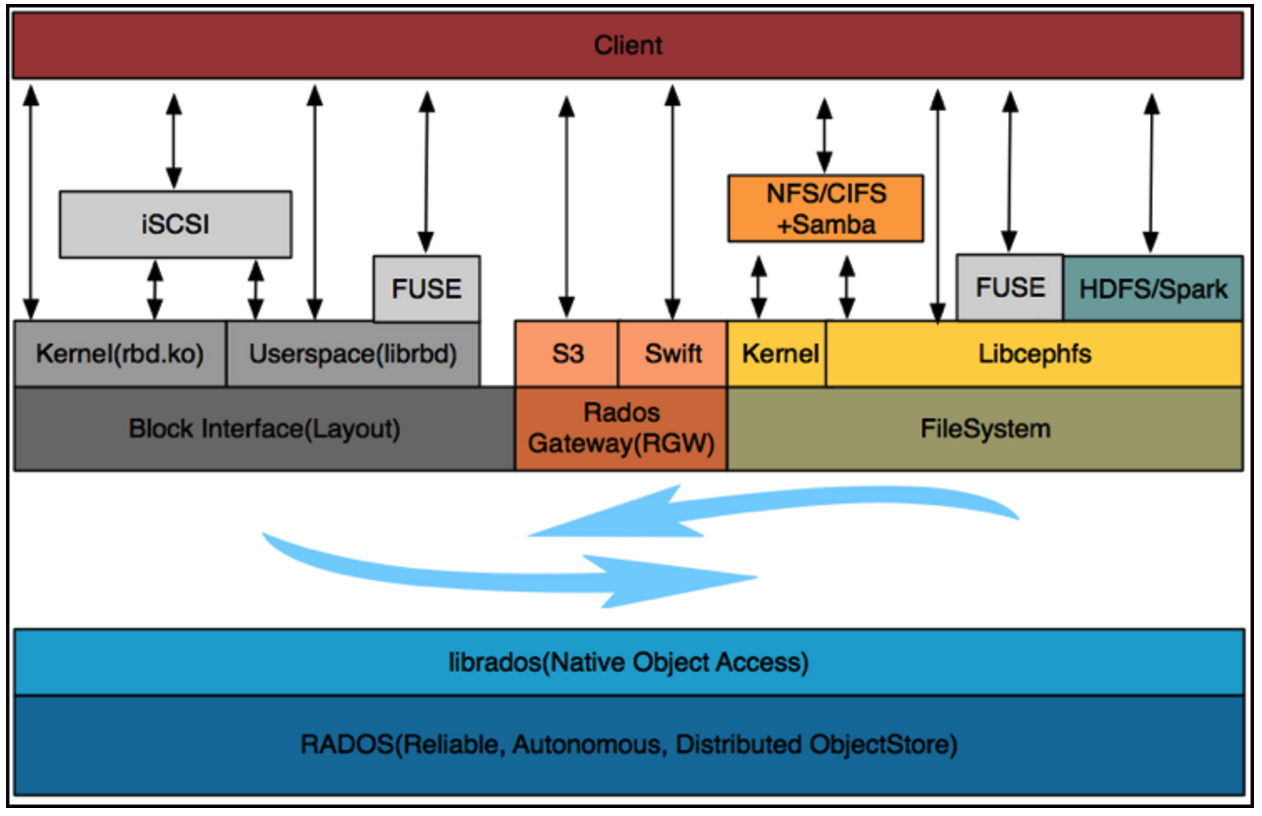 Client
iSCSI
NFS/CIFS
+Samba
FUSE
FUSE
HDFS/Spark
Kernel(rbd.ko)
Userspace(librbd)
S3
Swift
Kernel
Libcephfs
Block Interface(Layout)
Rados
Gateway(RGW)
FileSystem
librados(Native Object Access)
RADOS(Reliable, Autonomous, Distributed ObjectStore)